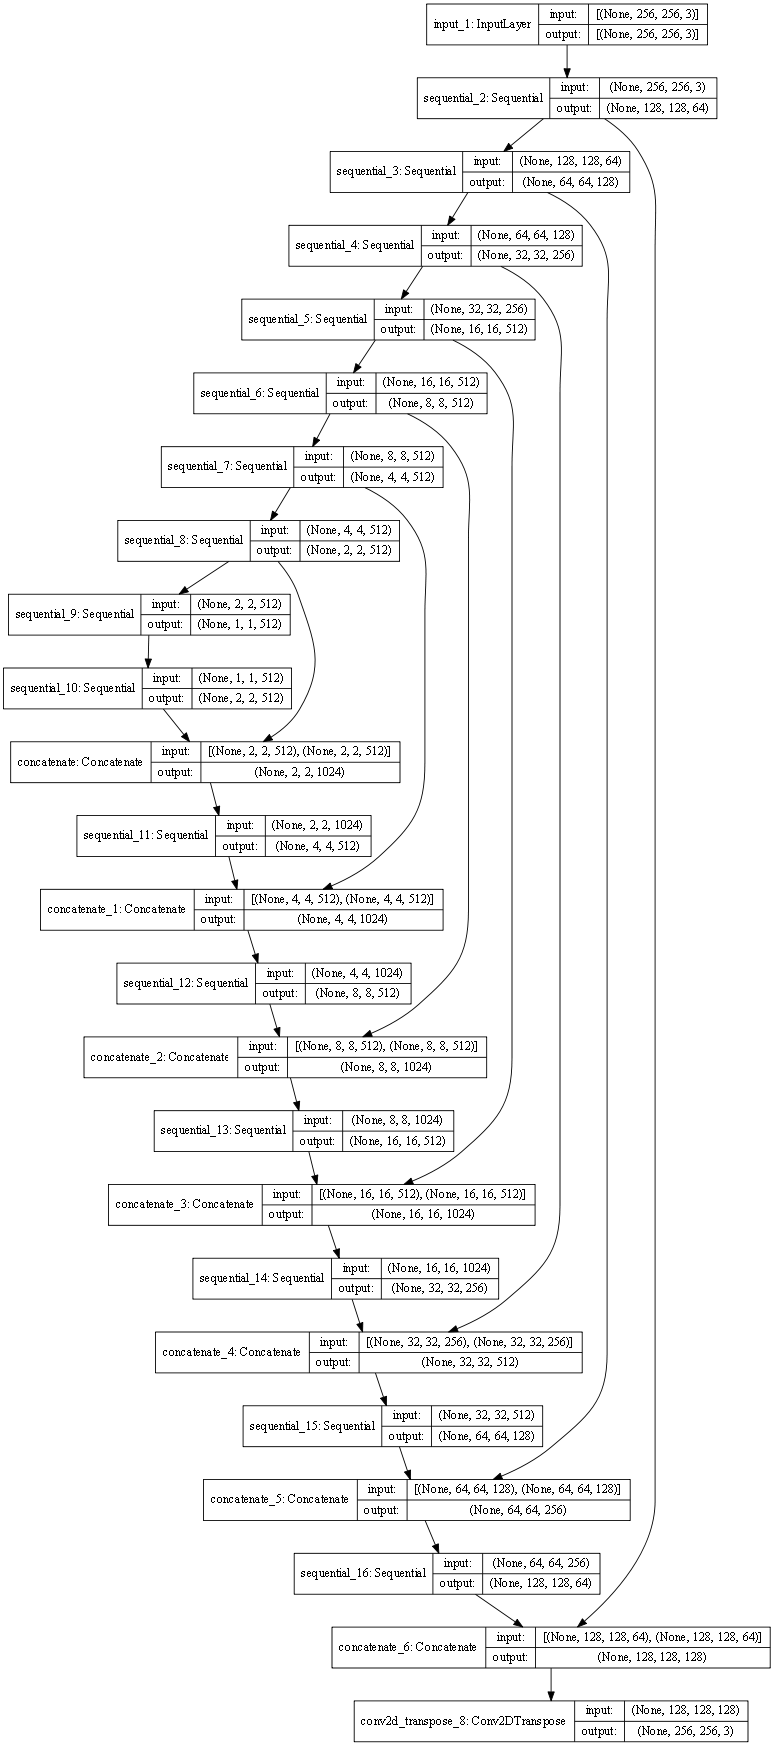 input_1: InputLayer
input: [(None, 256, 256, 3)]
output: [(None, 256, 256, 3)]
sequential_2: Sequential
input: (None, 256, 256, 3)
output: (None, 128, 128, 64)
sequential_3: Sequential
input: (None, 128, 128, 64)
output: (None, 64, 64, 128)
sequential_4: Sequential
input: (None, 64, 64, 128)
output: (None, 32, 32, 256)
sequential_5: Sequential
input: (None, 32, 32, 256)
output: (None, 16, 16, 512)
sequential_6: Sequential
input: (None, 16, 16, 512)
output: (None, 8, 8, 512)
sequential_7: Sequential
input: (None, 8, 8, 512)
output: (None, 4, 4, 512)
sequential_8: Sequential
input: (None, 4, 4, 512)
output: (None, 2, 2, 512)
sequential_9: Sequential
input: (None, 2, 2, 512)
output: (None, 1, 1, 512)
sequential_10: Sequential
input: (None, 1, 1, 512)
output: (None, 2, 2, 512)
concatenate: Concatenate
input: [(None, 2, 2, 512), (None, 2, 2, 512)]
output: (None, 2, 2, 1024)
sequential_11: Sequential
input: (None, 2, 2, 1024)
output: (None, 4, 4, 512)
concatenate_1: Concatenate
input: [(None, 4, 4, 512), (None, 4, 4, 512)]
output: (None, 4, 4, 1024)
sequential_12: Sequential
input: (None, 4, 4, 1024)
output: (None, 8, 8, 512)
concatenate_2: Concatenate
input: [(None, 8, 8, 512), (None, 8, 8, 512)]
output: (None, 8, 8, 1024)
sequential_13: Sequential
input: (None, 8, 8, 1024)
output: (None, 16, 16, 512)
concatenate_3: Concatenate
input: [(None, 16, 16, 512), (None, 16, 16, 512)]
output: (None, 16, 16, 1024)
sequential_14: Sequential
input: (None, 16, 16, 1024)
output: (None, 32, 32, 256)
concatenate_4: Concatenate
input: [(None, 32, 32, 256), (None, 32, 32, 256)]
output: (None, 32, 32, 512)
sequential_15: Sequential
input: (None, 32, 32, 512)
output: (None, 64, 64, 128)
concatenate_5: Concatenate
input: [(None, 64, 64, 128), (None, 64, 64, 128)]
output: (None, 64, 64, 256)
sequential_16: Sequential
input: (None, 64, 64, 256)
output: (None, 128, 128, 64)
concatenate_6: Concatenate
input: [(None, 128, 128, 64), (None, 128, 128, 64)]
output: (None, 128, 128, 128)
conv2d_transpose_8: Conv2DTranspose
input: (None, 128, 128, 128)
output: (None, 256, 256, 3)